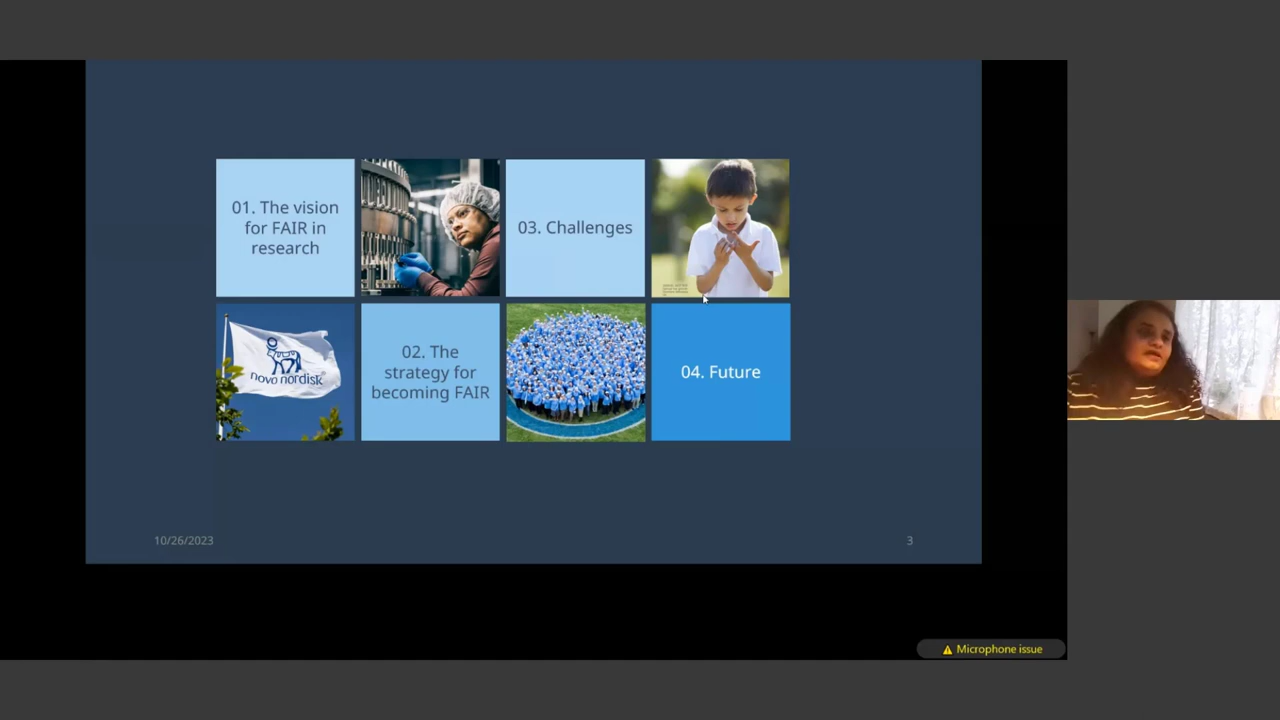 01. The vision
for FAIR in
research
03. Challenges
novo nordisk
02. The
strategy for
becoming FAIR
04. Future
10/26/2023
3
Microphone issue